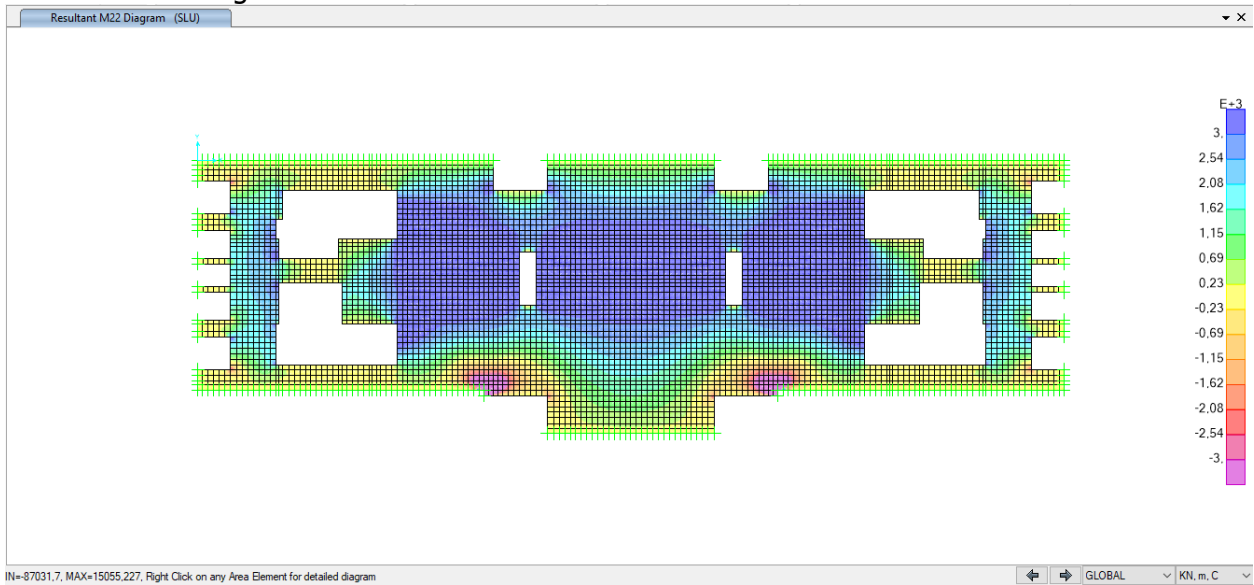 Resultant M22 Diagram (SLU)
E+3
3,
2.54
2.08
1.62
1.15
0.69
0.23
-0.23
-0.69
-1.15
-1.62
-2.08
-2.54
-3,
IN=-87031,7, MAX=15055,227, Right Click on any Area Element for detailed diagram
GLOBAL
KN, m, C